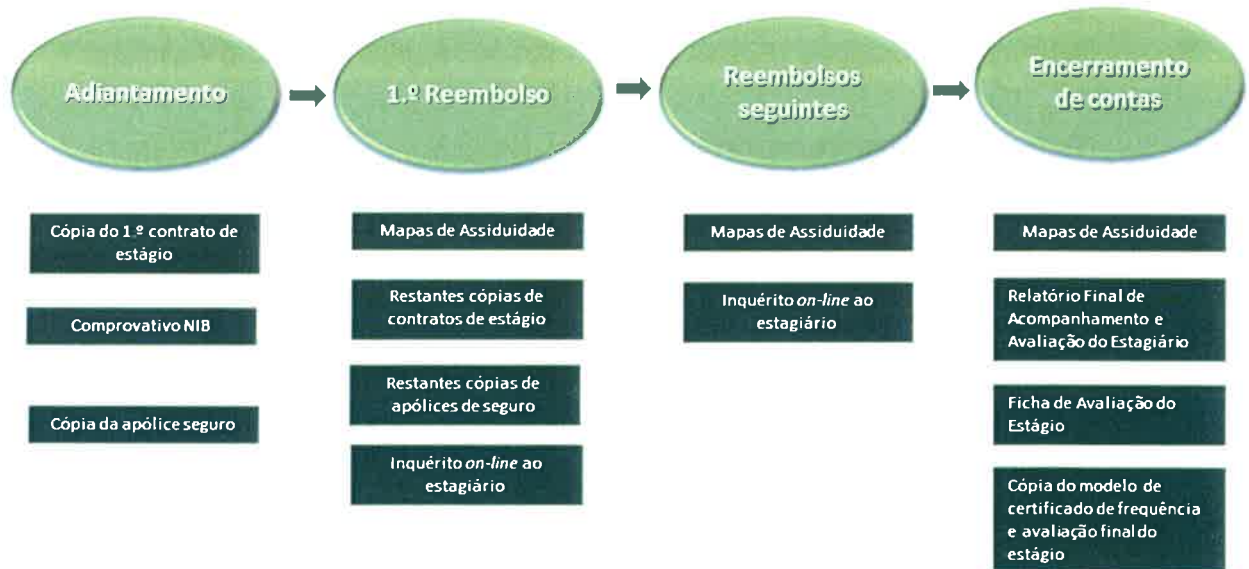 Adiantamento
1.º Reembolso
Reembolsos
seguintes
Encerramento
de contas
Cópia do 1.º contrato de
estágio
Comprovativo NIB
Cópia da apólice seguro
Mapas de Assiduidade
Restantes cópias de
contratos de estágio
Restantes cópias de
apólices de seguro
Inquérito on-line ao
estagiário
Mapas de Assiduidade
Inquérito on-line ao
estagiário
Mapas de Assiduidade
Relatório Final de
Acompanhamento e
Avaliação do Estagiário
Ficha de Avaliação do
Estágio
Cópia do modelo de
certificado de frequência
e avaliação final do
estágio